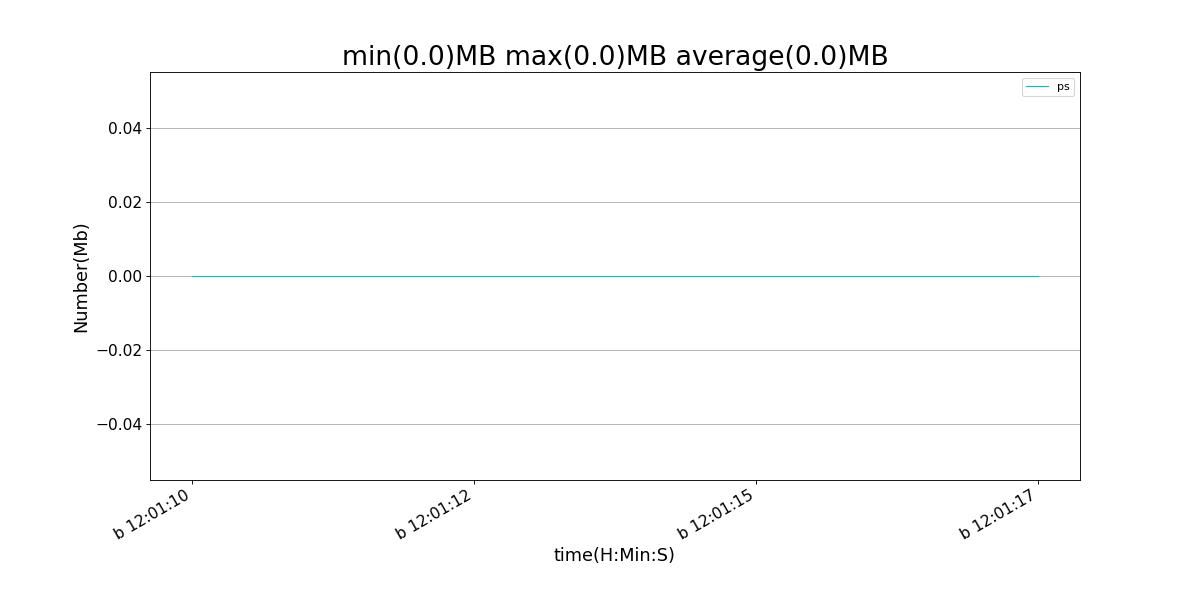 min(0.0)MB max(0.0)MB average(0.0)MB
ps
0.04
0.02
0.00
−0.02
−0.04
Number(Mb)
b 12:01:10
b 12:01:12
b 12:01:15
b 12:01:17
time(H:Min:S)